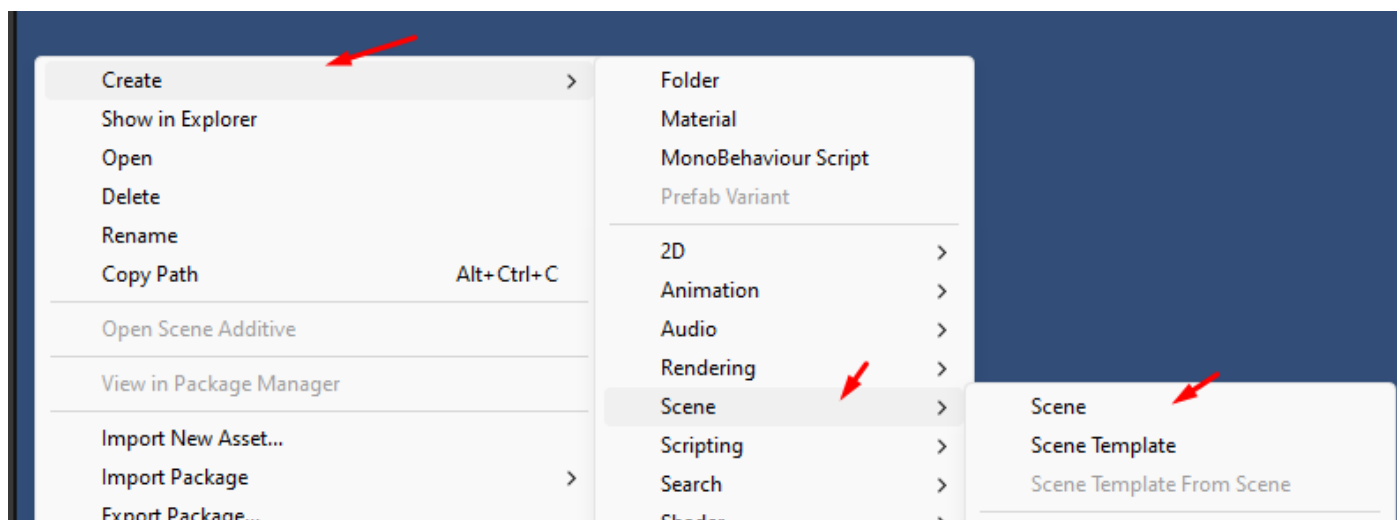 Create
Show in Explorer
Open
Delete
Rename
Copy Path Alt+Ctrl+C
Open Scene Additive
View in Package Manager
Import New Asset...
Import Package
Export Package...
Folder
Material
MonoBehaviour Script
Prefab Variant
2D
Animation
Audio
Rendering
Scene
Scripting
Search
Shader
Scene
Scene Template
Scene Template From Scene